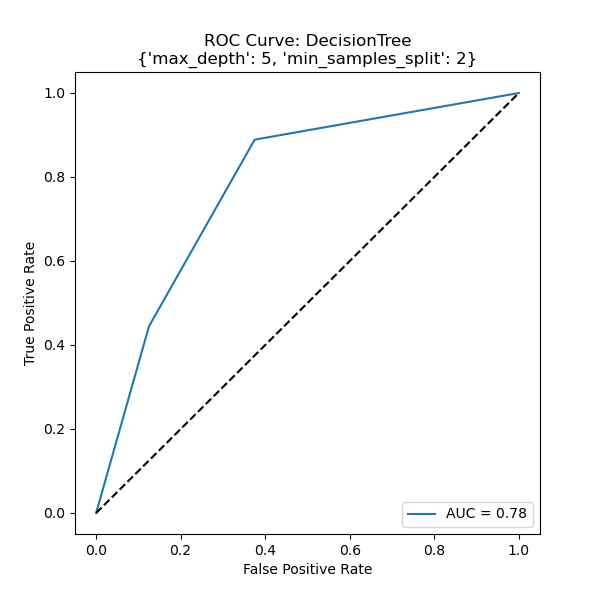 ROC Curve: DecisionTree
{'max_depth': 5, 'min_samples_split': 2}
True Positive Rate
1.0
0.8
0.6
0.4
0.2
0.0
AUC = 0.78
0.0 0.2 0.4 0.6 0.8 1.0
False Positive Rate